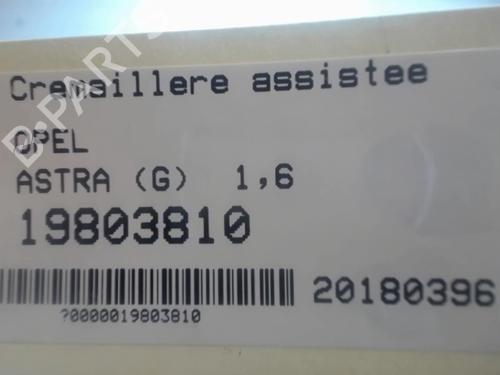 B-PARTS
Cremaillere assistee
OPEL
ASTRA (G) 1,6
19803810
20180396
?0000019803810